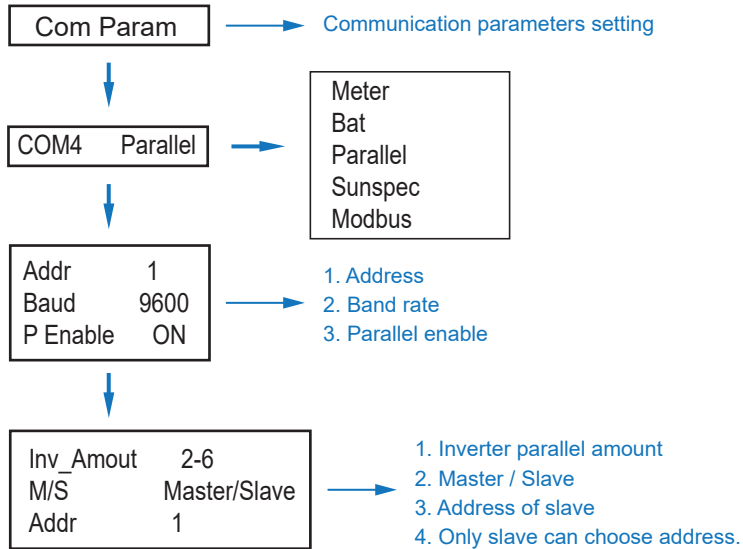 Com Param
Communication parameters setting
COM4 Parallel
Meter
Bat
Parallel
Sunspec
Modbus
Addr 1
Baud 9600
P Enable ON
1. Address
2. Band rate
3. Parallel enable
Inv_Amout 2-6
M/S Master/Slave
Addr 1
1. Inverter parallel amount
2. Master / Slave
3. Address of slave
4. Only slave can choose address.